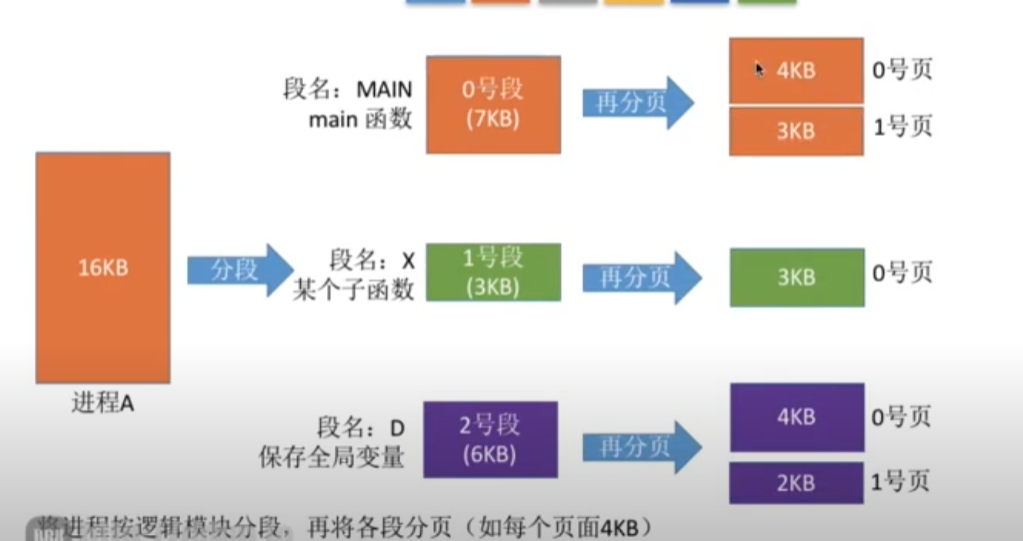 段名：MAIN
main 函数
0号段
(7KB)
再分页
4KB
0号页
3KB
1号页
16KB
进程A
分段
段名：X
某个子函数
1号段
(3KB)
再分页
3KB
0号页
段名：D
保存全局变量
2号段
(6KB)
再分页
4KB
0号页
2KB
1号页
将进程按逻辑模块分段，再将各段分页（如每个页面4KB）